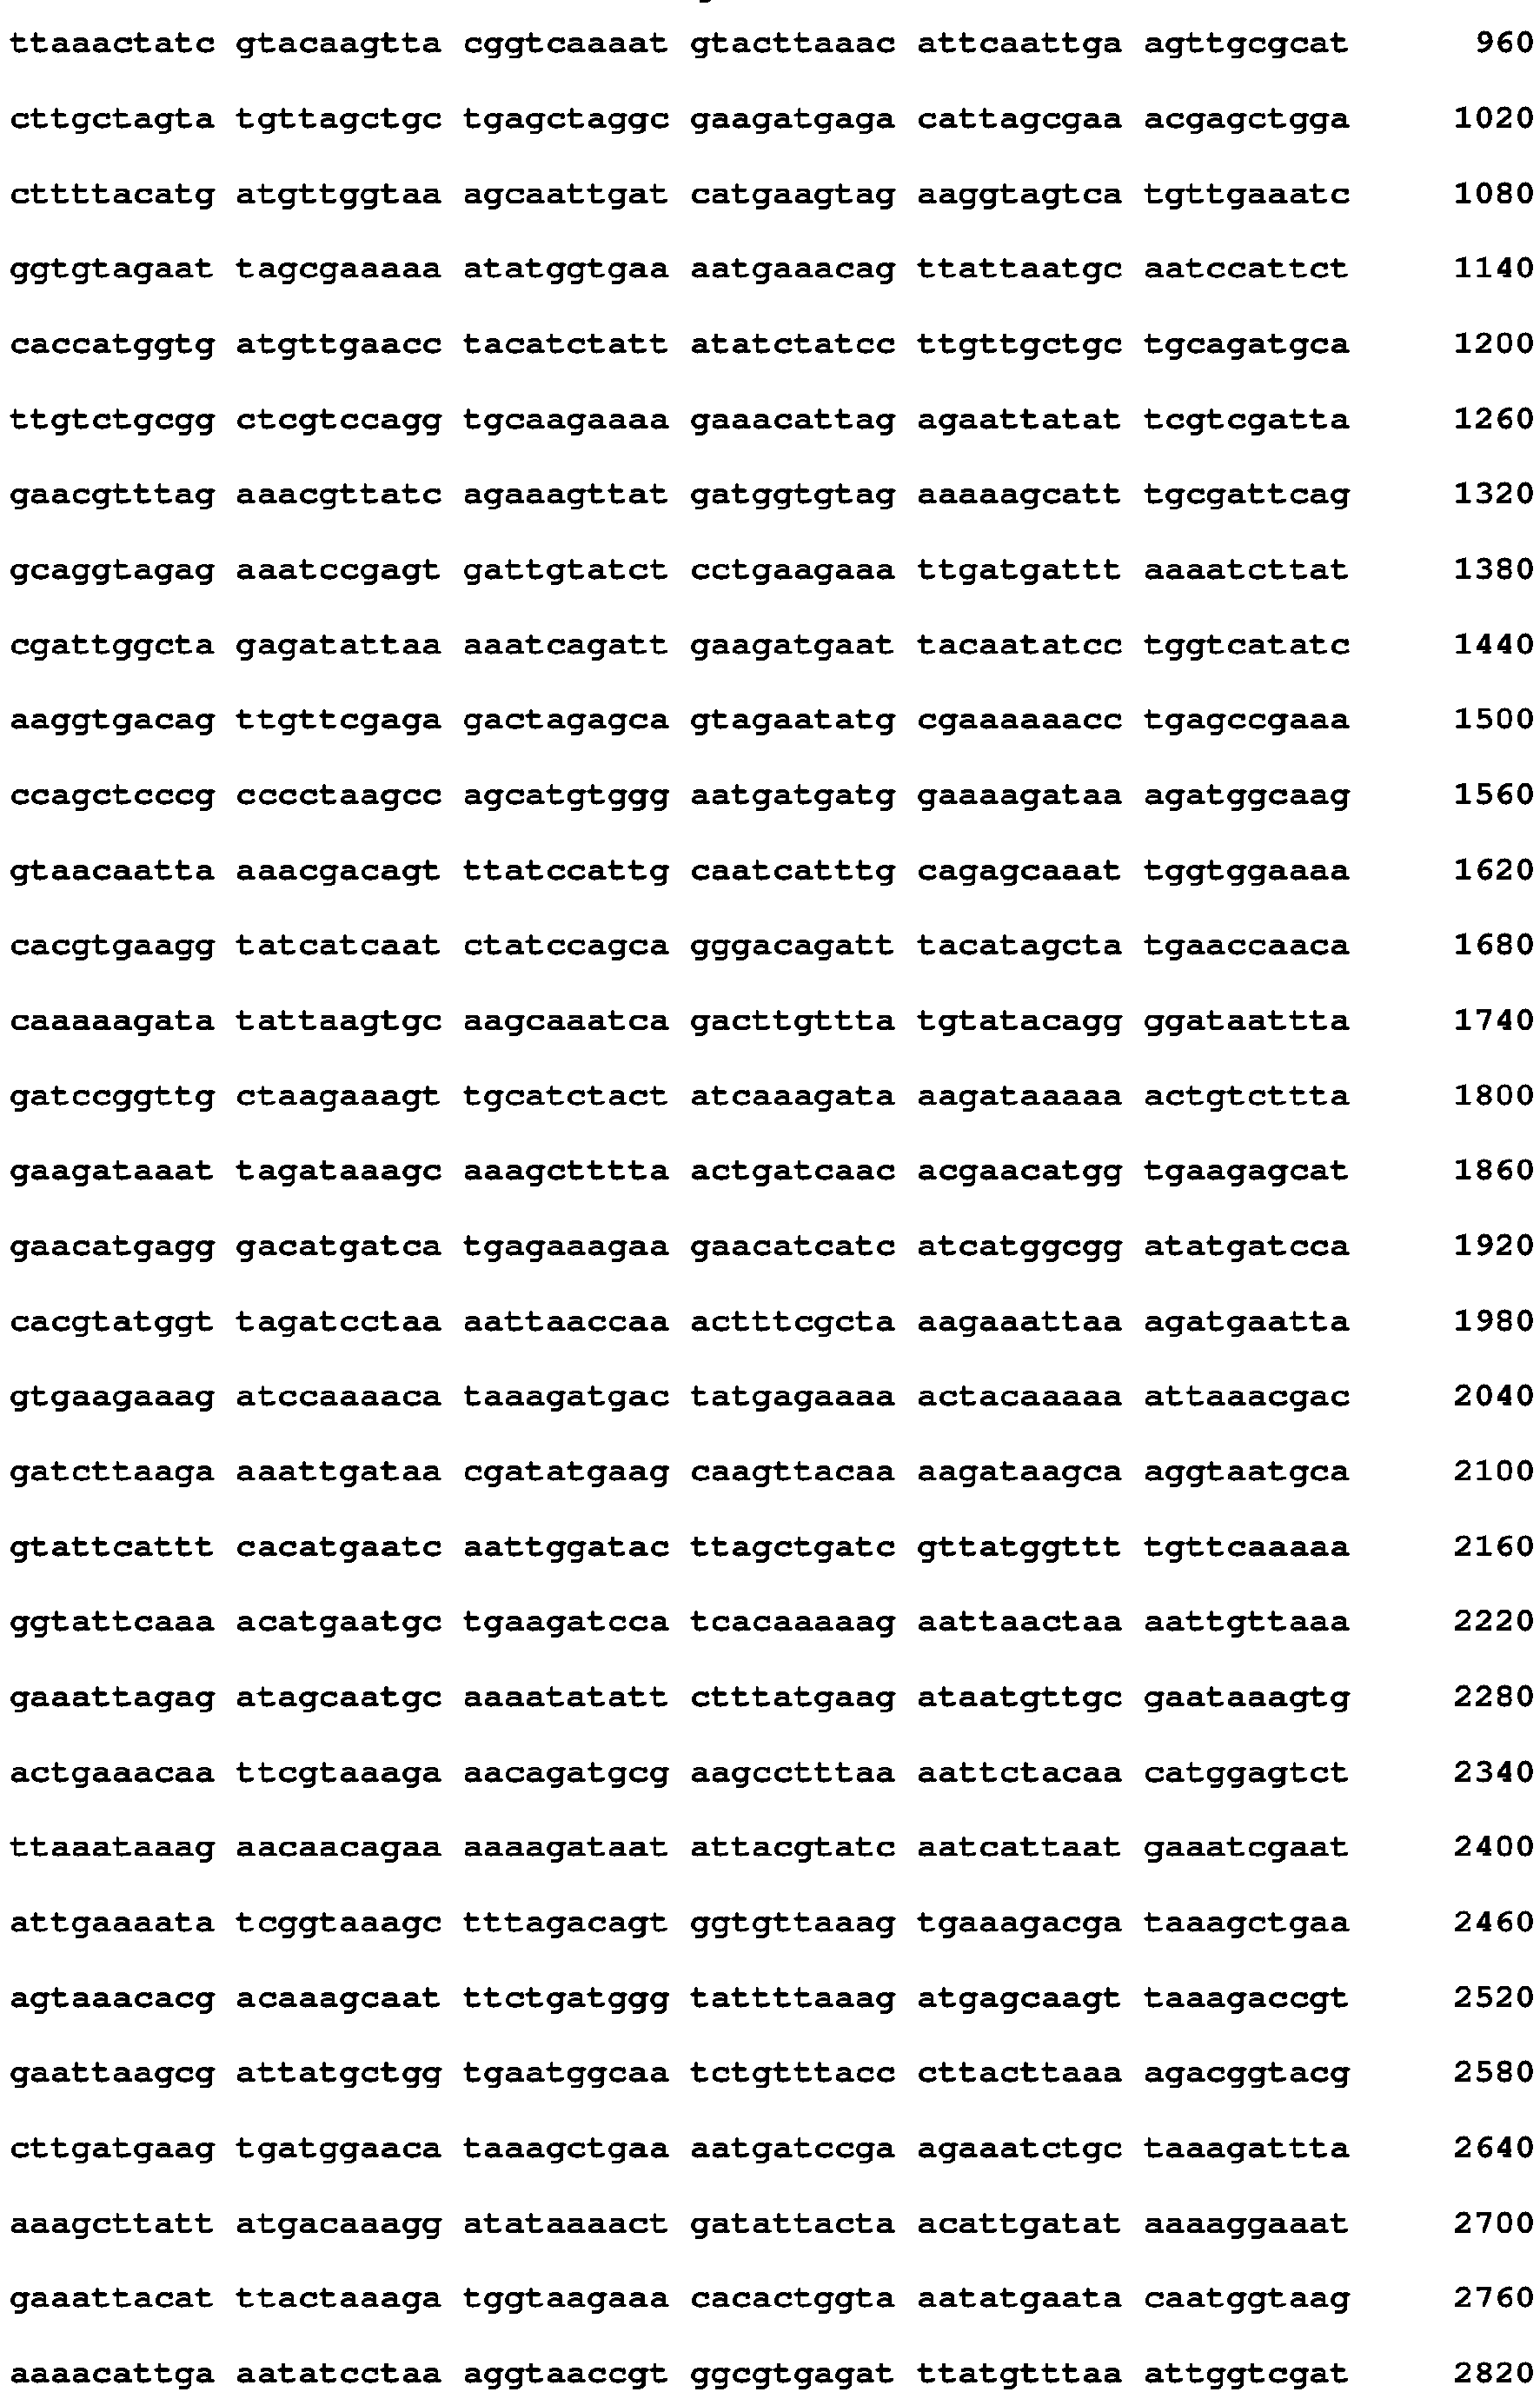 ttaaactatc gtacaagtta cggtcaaaat gtacttaaac attcaattga agttgcgcat 960
cttgctagta tgttagctgc tgagctaggc gaagatgaga cattagcgaa acgagctgga 1020
cttttacatg atgttggtaa agcaattgat catgaagtag aaggtagtca tgttgaaatc 1080
ggtgtagaat tagcgaaaaa atatggtgaa aatgaaacag ttattaatgc aatccattct 1140
caccatggtg atgttgaacc tacatctatt atatctatcc ttgttgctgc tgcagatgca 1200
ttgtctgcgg ctcgtccagg tgcaagaaaa gaaacattag agaattatat tcgtcgatta 1260
gaacgtttag aaacgttatc agaaagttat gatggtgtag aaaaagcatt tgcgattcag 1320
gcaggtagag aaatccgagt gattgtatct cctgaagaaa ttgatgattt aaaatcttat 1380
cgattggcta gagatattaa aaatcagatt gaagatgaat tacaatatcc tggtcatatc 1440
aaggtgacag ttgttcgaga gactagagca gtagaatatg cgaaaaaacc tgagccgaaa 1500
ccagctcccg cccctaagcc agcatgtggg aatgatgatg gaaaagataa agatggcaag 1560
gtaacaatta aaacgacagt ttatccattg caatcatttg cagagcaaat tggtggaaaa 1620
cacgtgaagg tatcatcaat ctatccagca gggacagatt tacatagcta tgaaccaaca 1680
caaaaagata tattaagtgc aagcaaatca gacttgttta tgtatacagg ggataattta 1740
gatccggttg ctaagaaagt tgcatctact atcaaagata aagataaaaa actgtcttta 1800
gaagataaat tagataaagc aaagctttta actgatcaac acgaacatgg tgaagagcat 1860
gaacatgagg gacatgatca tgagaaagaa gaacatcatc atcatggcgg atatgatcca 1920
cacgtatggt tagatcctaa aattaaccaa actttcgcta aagaaattaa agatgaatta 1980
gtgaagaaag atccaaaaca taaagatgac tatgagaaaa actacaaaaa attaaacgac 2040
gatcttaaga aaattgataa cgatatgaag caagttacaa aagataagca aggtaatgca 2100
gtattcattt cacatgaatc aattggatac ttagctgatc gttatggttt tgttcaaaaa 2160
ggtattcaaa acatgaatgc tgaagatcca tcacaaaaag aattaactaa aattgttaaa 2220
gaaattagag atagcaatgc aaaatatatt ctttatgaag ataatgttgc gaataaagtg 2280
actgaaacaa ttcgtaaaga aacagatgcg aagcctttaa aattctacaa catggagtct 2340
ttaaataaag aacaacagaa aaaagataat attacgtatc aatcattaat gaaatcgaat 2400
attgaaaata tcggtaaagc tttagacagt ggtgttaaag tgaaagacga taaagctgaa 2460
agtaaacacg acaaagcaat ttctgatggg tattttaaag atgagcaagt taaagaccgt 2520
gaattaagcg attatgctgg tgaatggcaa tctgtttacc cttacttaaa agacggtacg 2580
cttgatgaag tgatggaaca taaagctgaa aatgatccga agaaatctgc taaagattta 2640
aaagcttatt atgacaaagg atataaaact gatattacta acattgatat aaaaggaaat 2700
gaaattacat ttactaaaga tggtaagaaa cacactggta aatatgaata caatggtaag 2760
aaaacattga aatatcctaa aggtaaccgt ggcgtgagat ttatgtttaa attggtcgat 2820